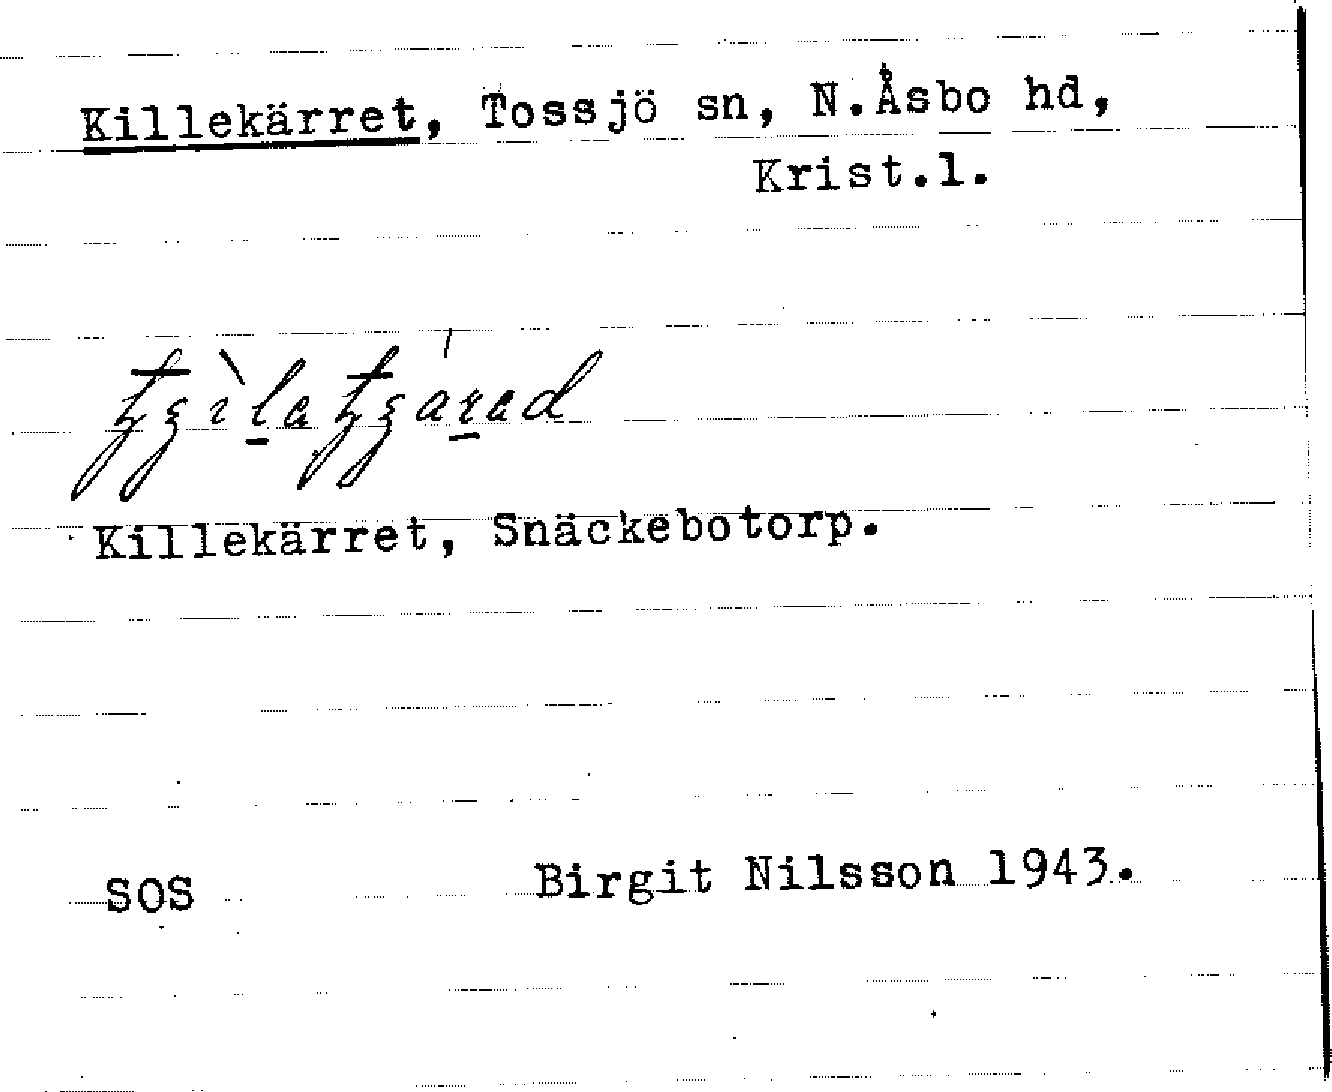 Killekärret, Tossjö sn, N.Åsbo hd,
Krist.l.
Killekärret, Snäckebotorp.
SOS Birgit Nilsson 1943.